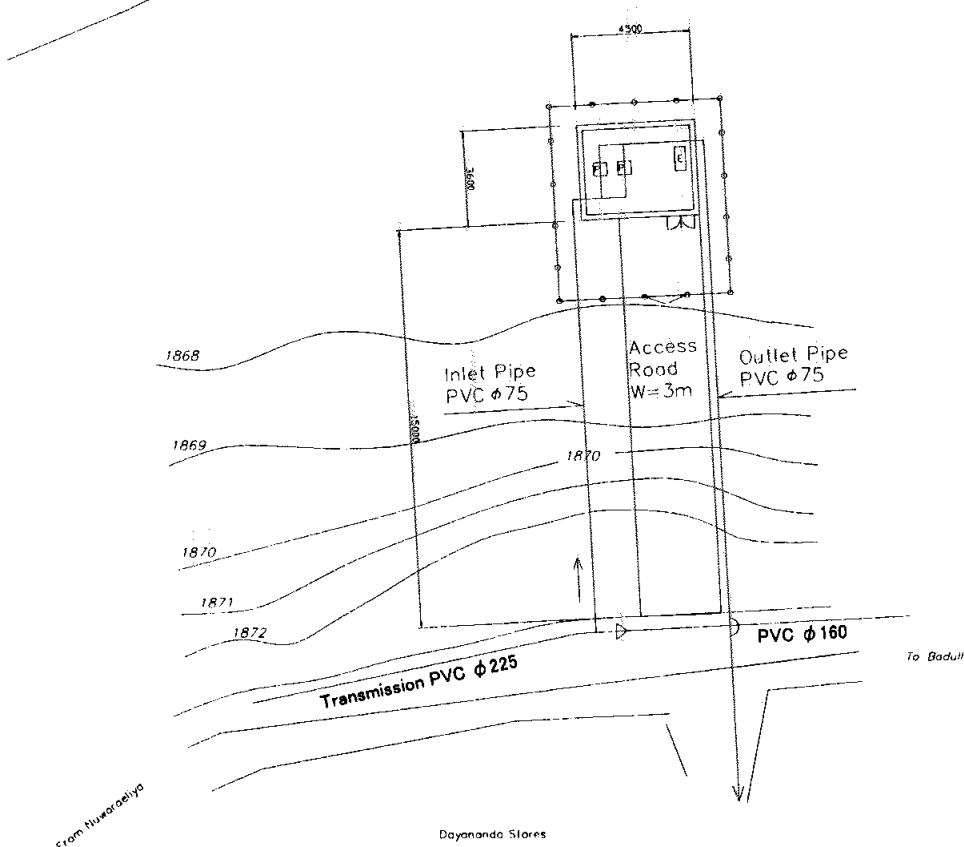 4500
3600
P
P
E
1868
Inlet Pipe
PVC φ75
Access
Road
W=3m
Outlet Pipe
PVC φ75
15000
1869
1870
1870
1871
1872
Transmission PVC φ225
PVC φ160
To Badull
From Nuwaraeliya
Dayananda Stores